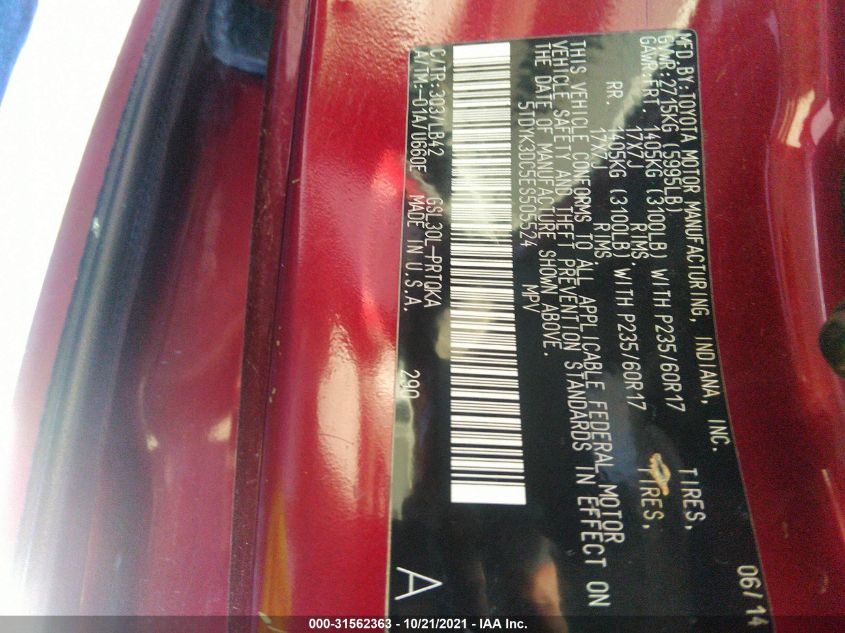 MFD.BY:TOYOTA MOTOR MANUFACTURING, INDIANA, INC. 06/14
GVWR:2715KG (5995LB)
GAWR:FRT. 1405KG (3100LB) WITH P235/60R17 TIRES,
17X7J RIMS
RR. 1405KG (3100LB) WITH P235/60R17 TIRES,
17X7J RIMS
THIS VEHICLE CONFORMS TO ALL APPLICABLE FEDERAL MOTOR
VEHICLE SAFETY AND THEFT PREVENTION STANDARDS IN EFFECT ON
THE DATE OF MANUFACTURE SHOWN ABOVE.
5TDYK3DC5ES505524 MPV
C/TR:3Q3/LB42 GSL30L-PRTQKA 290 A
A/TM:-01A/U660E MADE IN U.S.A.
000-31562363 - 10/21/2021 - IAA Inc.